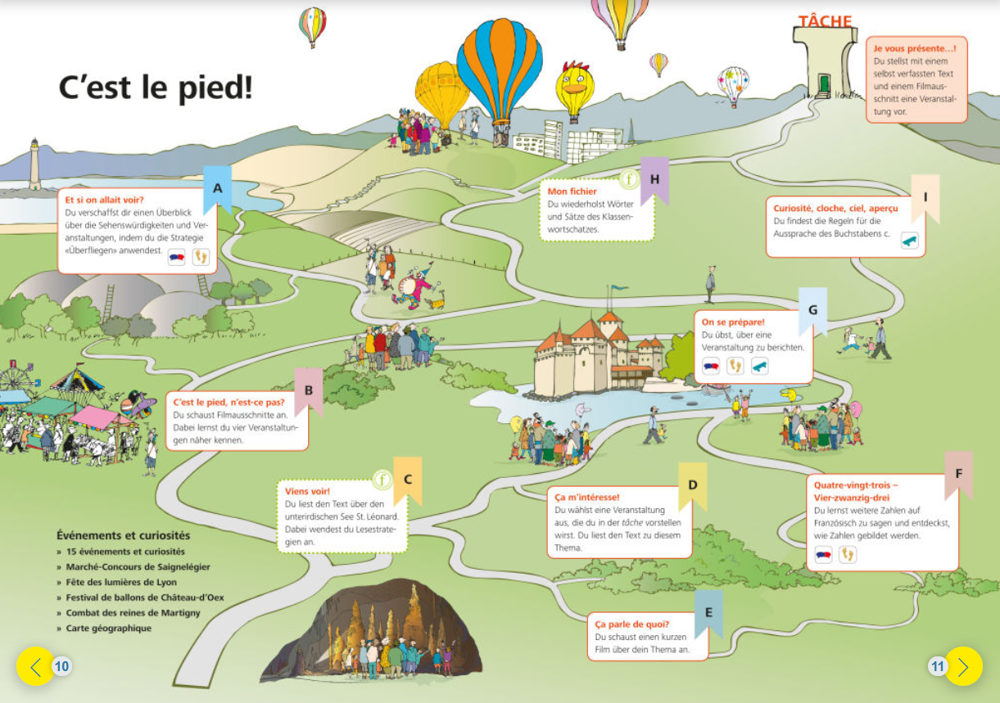 C'est le pied!
TÂCHE
Je vous présente…!
Du stellst mit einem
selbst verfassten Text
und einem Filmaus-
schnitt eine Veranstal-
tung vor.
A
Et si on allait voir?
Du verschaffst dir einen Überblick
über die Sehenswürdigkeiten und Ver-
anstaltungen, indem du die Strategie
«Überfliegen» anwendest.
H
f
Mon fichier
Du wiederholst Wörter
und Sätze des Klassen-
wortschatzes.
I
Curiosité, cloche, ciel, aperçu
Du findest die Regeln für die
Aussprache des Buchstabens c.
G
On se prépare!
Du übst, über eine
Veranstaltung zu berichten.
B
C'est le pied, n'est-ce pas?
Du schaust Filmausschnitte an.
Dabei lernst du vier Veranstaltun-
gen näher kennen.
C
f
Viens voir!
Du liest den Text über den
unterirdischen See St. Léonard.
Dabei wendest du Lesestrate-
gien an.
D
Ça m'intéresse!
Du wählst eine Veranstaltung
aus, die du in der tâche vorstellen
wirst. Du liest den Text zu diesem
Thema.
F
Quatre-vingt-trois –
Vier-zwanzig-drei
Du lernst weitere Zahlen auf
Französisch zu sagen und entdeckst,
wie Zahlen gebildet werden.
E
Ça parle de quoi?
Du schaust einen kurzen
Film über dein Thema an.
Événements et curiosités
» 15 événements et curiosités
» Marché-Concours de Saignelégier
» Fête des lumières de Lyon
» Festival de ballons de Château-d'Oex
» Combat des reines de Martigny
» Carte géographique
10
11